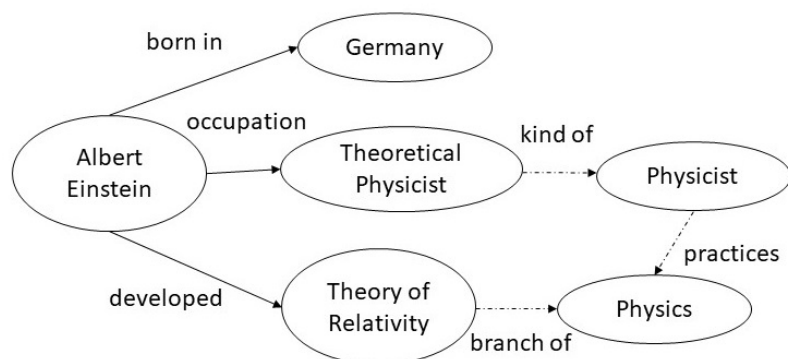 born in
Germany
occupation
kind of
Albert
Einstein
Theoretical
Physicist
Physicist
practices
developed
Theory of
Relativity
Physics
branch of